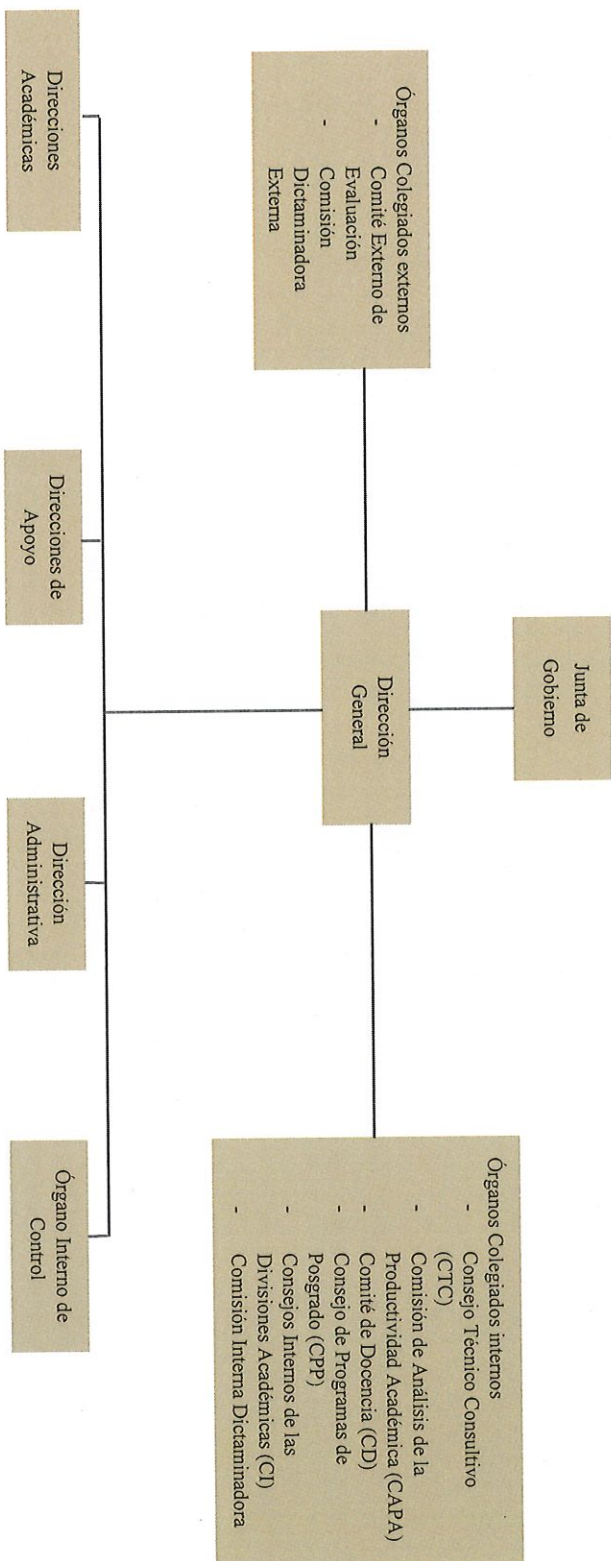 Junta de
Gobierno
Órganos Colegiados externos
- Comité Externo de
Evaluación
- Comisión
Dictaminadora
Externa
Dirección
General
Órganos Colegiados internos
- Consejo Técnico Consultivo
(CTC)
- Comisión de Análisis de la
Productividad Académica (CAPA)
- Comité de Docencia (CD)
- Consejo de Programas de
Posgrado (CPP)
- Consejos Internos de las
Divisiones Académicas (CI)
- Comisión Interna Dictaminadora
Direcciones
Académicas
Direcciones de
Apoyo
Dirección
Administrativa
Órgano Interno de
Control